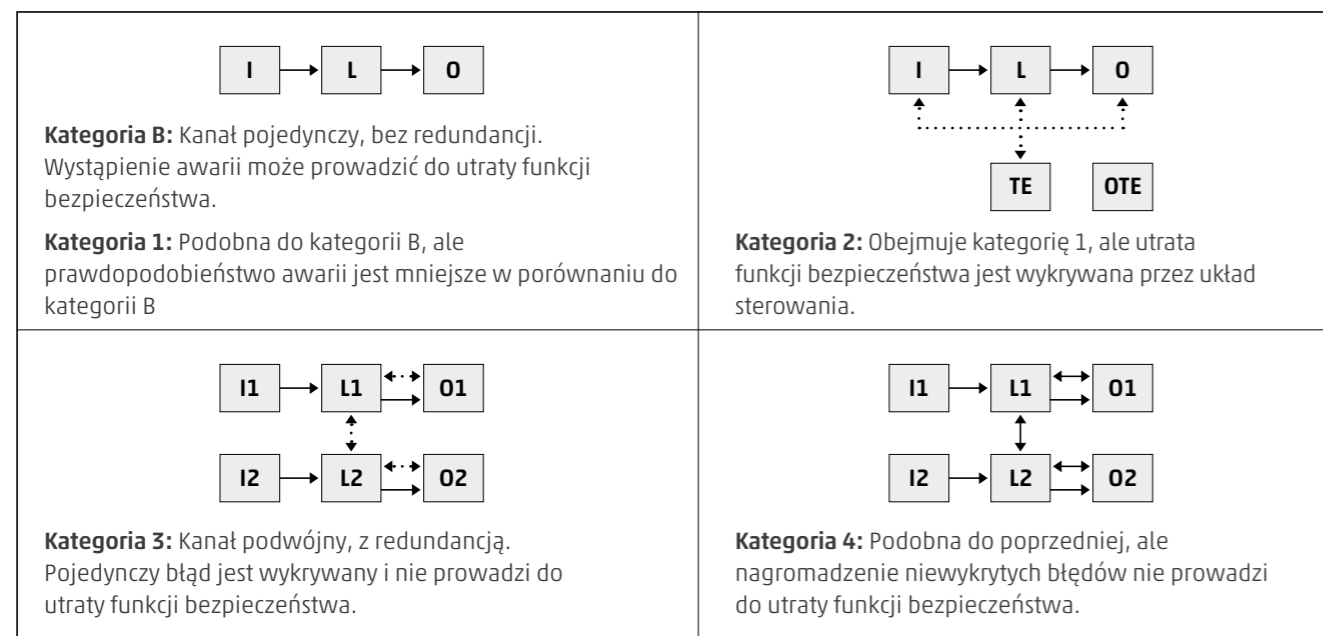 I L O
Kategoria B: Kanał pojedynczy, bez redundancji.
Wystąpienie awarii może prowadzić do utraty funkcji
bezpieczeństwa.
Kategoria 1: Podobna do kategorii B, ale
prawdopodobieństwo awarii jest mniejsze w porównaniu do
kategorii B
I L O
TE OTE
Kategoria 2: Obejmuje kategorię 1, ale utrata
funkcji bezpieczeństwa jest wykrywana przez układ
sterowania.
I1 L1 O1
I2 L2 O2
Kategoria 3: Kanał podwójny, z redundancją.
Pojedynczy błąd jest wykrywany i nie prowadzi do
utraty funkcji bezpieczeństwa.
I1 L1 O1
I2 L2 O2
Kategoria 4: Podobna do poprzedniej, ale
nagromadzenie niewykrytych błędów nie prowadzi
do utraty funkcji bezpieczeństwa.